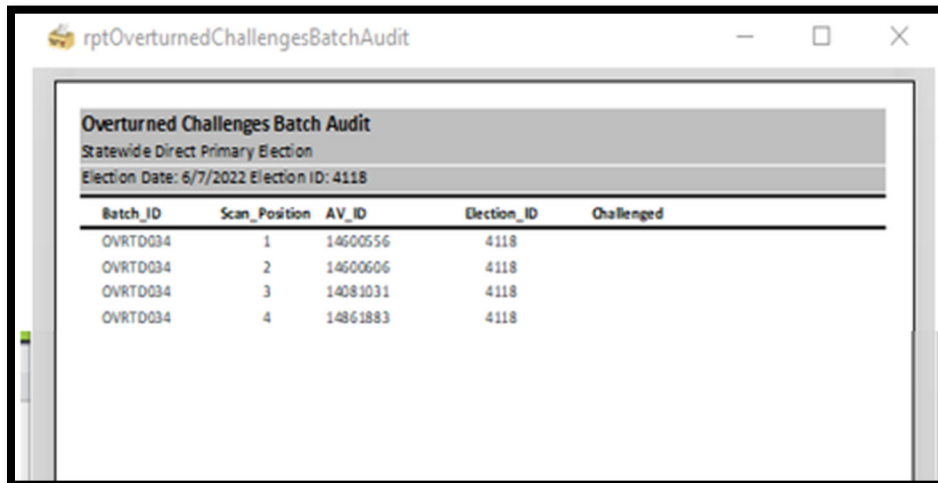 rptOverturnedChallengesBatchAudit
Overturned Challenges Batch Audit
Statewide Direct Primary Election
Election Date: 6/7/2022 Election ID: 4118
Batch_ID Scan_Position AV_ID Election_ID Challenged
OVRTD034 1 14600556 4118
OVRTD034 2 14600606 4118
OVRTD034 3 14081031 4118
OVRTD034 4 14861883 4118